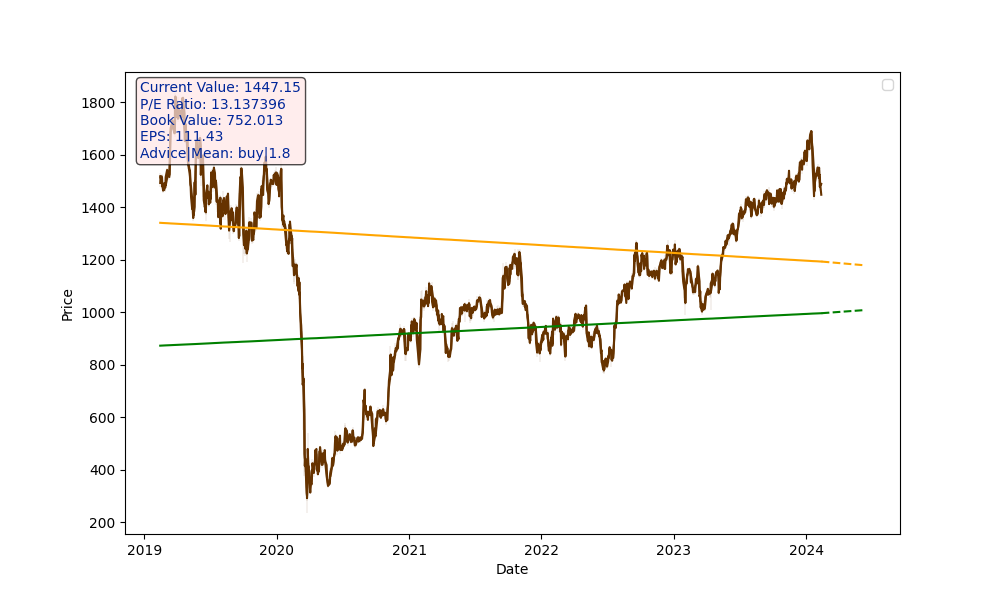 Current Value: 1447.15
P/E Ratio: 13.137396
Book Value: 752.013
EPS: 111.43
Advice|Mean: buy|1.8
1800
1600
1400
1200
1000
800
600
400
200
Price
2019 2020 2021 2022 2023 2024
Date